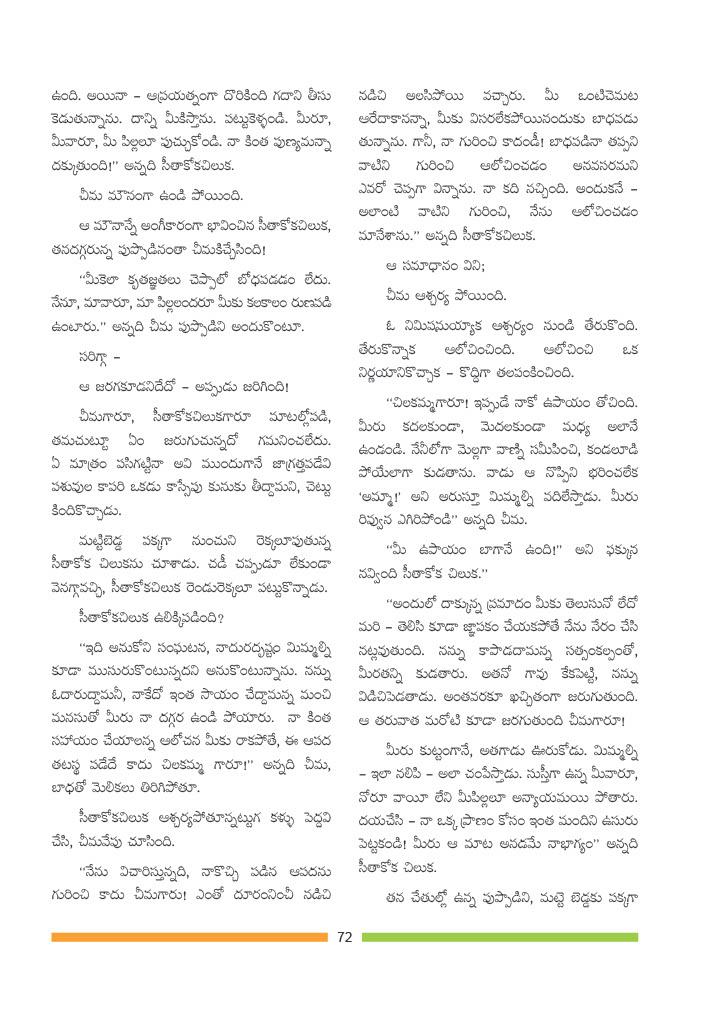 ఉంది. అయినా - ఆప్రయత్నంగా దొరికింది గదాని తీసు
కెడుతున్నాను. దాన్ని మీకిస్తాను. పట్టుకెళ్ళండి. మీరూ,
మీవారూ, మీ పిల్లలూ పుచ్చుకోండి. నా కింత పుణ్యమన్నా
దక్కుతుంది!” అన్నది సీతాకోకచిలుక.
చీమ మౌనంగా ఉండి పోయింది.
ఆ మౌనాన్నే అంగీకారంగా భావించిన సీతాకోకచిలుక,
తనదగ్గరున్న పుప్పొడినంతా చీమకిచ్చేసింది!
“మీకెలా కృతజ్ఞతలు చెప్పాలో బోధపడడం లేదు.
నేనూ, మావారూ, మా పిల్లలందరూ మీకు కలకాలం రుణపడి
ఉంటారు.” అన్నది చీమ పుప్పొడిని అందుకొంటూ.
సరిగ్గా -
ఆ జరగకూడనిదేదో - అప్పుడు జరిగింది!
చీమగారూ, సీతాకోకచిలుకగారూ మాటల్లోపడి,
తమచుట్టూ ఏం జరుగుచున్నదో గమనించలేదు.
ఏ మాత్రం పసిగట్టినా అవి ముందుగానే జాగ్రత్తపడేవి
పశువుల కాపరి ఒకడు కాస్సేపు కునుకు తీద్దామని, చెట్టు
కిందికొచ్చాడు.
మట్టిబెడ్డ పక్కగా నుంచుని రెక్కలూపుతున్న
సీతాకోక చిలుకను చూశాడు. చడీ చప్పుడూ లేకుండా
వెనగ్గావచ్చి, సీతాకోకచిలుక రెండురెక్కలూ పట్టుకొన్నాడు.
సీతాకోకచిలుక ఉలిక్కిపడింది?
“ఇది అనుకోని సంఘటన, నాదురదృష్టం మిమ్మల్ని
కూడా ముసురుకొంటున్నదని అనుకొంటున్నాను. నన్ను
ఓదారుద్దామనీ, నాకేదో ఇంత సాయం చేద్దామన్న మంచి
మనసుతో మీరు నా దగ్గర ఉండి పోయారు. నా కింత
సహాయం చేయాలన్న ఆలోచన మీకు రాకపోతే, ఈ ఆపద
తటస్థ పడేదే కాదు చిలకమ్మ గారూ!” అన్నది చీమ,
బాధతో మెలికలు తిరిగిపోతూ.
సీతాకోకచిలుక ఆశ్చర్యపోతూన్నట్టుగ కళ్ళు పెద్దవి
చేసి, చీమవేపు చూసింది.
“నేను విచారిస్తున్నది, నాకొచ్చి పడిన ఆపదను
గురించి కాదు చీమగారు! ఎంతో దూరంనించీ నడిచి
నడిచి అలసిపోయి వచ్చారు. మీ ఒంటిచెమట
ఆరేదాకానన్నా, మీకు విసరలేకపోయినందుకు బాధపడు
తున్నాను. గానీ, నా గురించి కాదండీ! బాధపడినా తప్పని
వాటిని గురించి ఆలోచించడం అనవసరమని
ఎవరో చెప్పగా విన్నాను. నా కది నచ్చింది. అందుకనే -
అలాంటి వాటిని గురించి, నేను ఆలోచించడం
మానేశాను.” అన్నది సీతాకోకచిలుక.
ఆ సమాధానం విని;
చీమ ఆశ్చర్య పోయింది.
ఓ నిమిషమయ్యాక ఆశ్చర్యం నుండి తేరుకొంది.
తేరుకొన్నాక ఆలోచించింది. ఆలోచించి ఒక
నిర్ణయానికొచ్చాక - కొద్దిగా తలపంకించింది.
“చిలకమ్మగారూ! ఇప్పుడే నాకో ఉపాయం తోచింది.
మీరు కదలకుండా, మెదలకుండా మధ్య అలానే
ఉండండి. నేనీలోగా మెల్లగా వాణ్ని సమీపించి, కండలూడి
పోయేలాగా కుడతాను. వాడు ఆ నొప్పిని భరించలేక
‘అమ్మా!’ అని అరుస్తూ మిమ్మల్ని వదిలేస్తాడు. మీరు
రివ్వున ఎగిరిపోండి” అన్నది చీమ.
“మీ ఉపాయం బాగానే ఉంది!” అని ఫక్కున
నవ్వింది సీతాకోక చిలుక.”
“అందులో దాక్కున్న ప్రమాదం మీకు తెలుసునో లేదో
మరి - తెలిసి కూడా జ్ఞాపకం చేయకపోతే నేను నేరం చేసి
నట్లవుతుంది. నన్ను కాపాడదామన్న సత్సంకల్పంతో,
మీరతన్ని కుడతారు. అతనో గావు కేకపెట్టి, నన్ను
విడిచిపెడతాడు. అంతవరకూ ఖచ్చితంగా జరుగుతుంది.
ఆ తరువాత మరోటి కూడా జరగుతుంది చీమగారూ!
మీరు కుట్టంగానే, అతగాడు ఊరుకోడు. మిమ్మల్ని
- ఇలా నలిపి - అలా చంపేస్తాడు. సుస్తీగా ఉన్న మీవారూ,
నోరూ వాయీ లేని మీపిల్లలూ అన్యాయమయి పోతారు.
దయచేసి - నా ఒక్క ప్రాణం కోసం ఇంత మందిని ఉసురు
పెట్టకండి! మీరు ఆ మాట అనడమే నాభాగ్యం” అన్నది
సీతాకోక చిలుక.
తన చేతుల్లో ఉన్న పుప్పొడిని, మట్టె బెడ్డకు పక్కగా
72